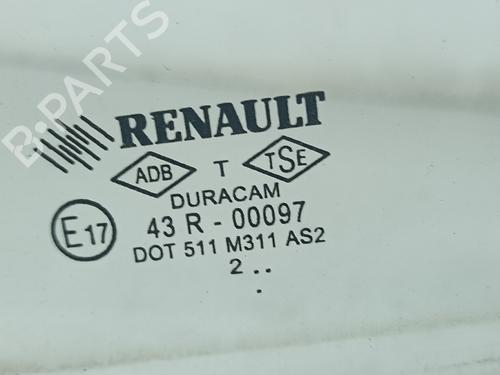 B-PARTS
RENAULT
ADB T TSE
DURACAM
E17 43 R - 00097
DOT 511 M311 AS2
2 ..
.